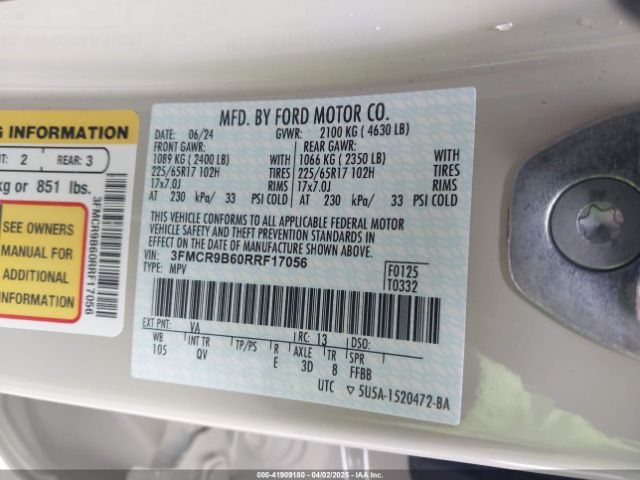 G INFORMATION
NT: 2 REAR: 3
kg or 851 lbs.
SEE OWNERS
MANUAL FOR
ADDITIONAL
INFORMATION
3FMCR9B60RRF17056
MFD. BY FORD MOTOR CO.
DATE: 06/24 GVWR: 2100 KG ( 4630 LB)
FRONT GAWR: REAR GAWR:
1089 KG ( 2400 LB) WITH 1066 KG ( 2350 LB) WITH
225/65R17 102H TIRES 225/65R17 102H TIRES
17x7.0J RIMS 17x7.0J RIMS
AT 230 kPa/ 33 PSI COLD AT 230 kPa/ 33 PSI COLD
THIS VEHICLE CONFORMS TO ALL APPLICABLE FEDERAL MOTOR
VEHICLE SAFETY AND THEFT PREVENTION STANDARDS IN
EFFECT ON THE DATE OF MANUFACTURE SHOWN ABOVE.
VIN: 3FMCR9B60RRF17056
TYPE: MPV
F0125
T0332
EXT PNT: VA RC: 13 DSO:
WB INT TR TP/PS R AXLE TR SPR
105 QV E 3D 8 FFBB
UTC ▽ 5U5A-1520472-BA
000-41909180 - 04/02/2025 - IAAI.com